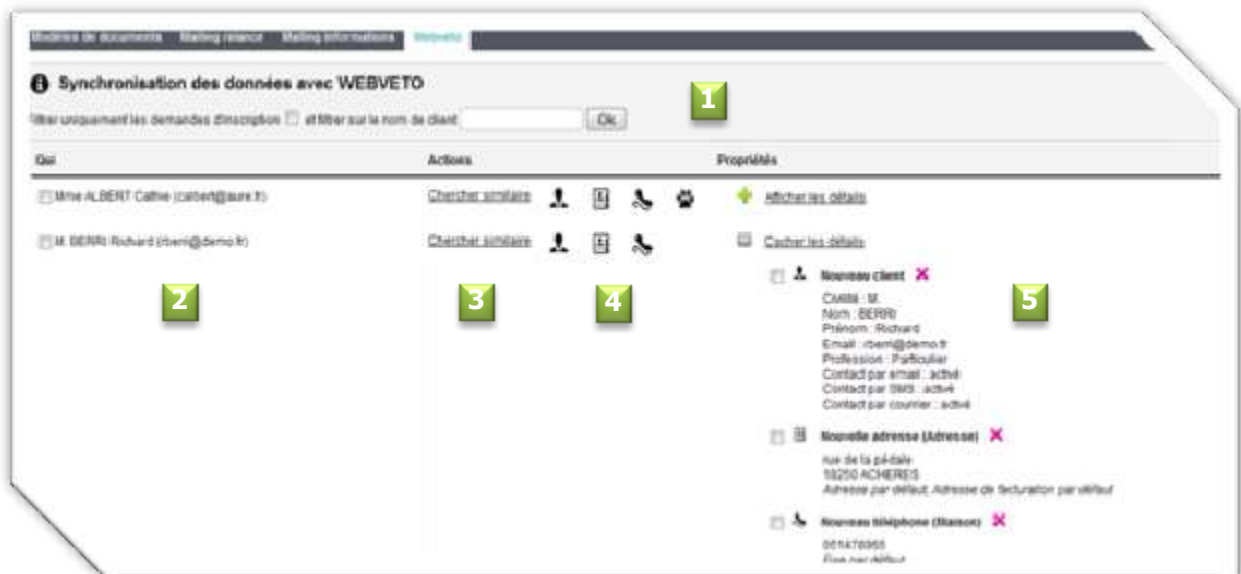 Modèles de documents Mailing relance Mailing informations Webveto
Synchronisation des données avec WEBVETO
filtrer uniquement les demandes d'inscription et filtrer sur le nom de client Ok
1
Qui Actions Propriétés
Mme ALBERT Cathie (calbert@aure.fr) Chercher similaire Afficher les détails
M. BERRI Richard (rberri@demo.fr) Chercher similaire Cacher les détails
Nouveau client
2 3 4 5
Civilité : M.
Nom : BERRI
Prénom : Richard
Email : rberri@demo.fr
Profession : Particulier
Contact par email : activé
Contact par SMS : activé
Contact par courrier : activé
Nouvelle adresse (Adresse)
rue de la pédale
18250 ACHERES
Adresse par défaut, Adresse de facturation par défaut
Nouveau téléphone (Maison)
par défaut